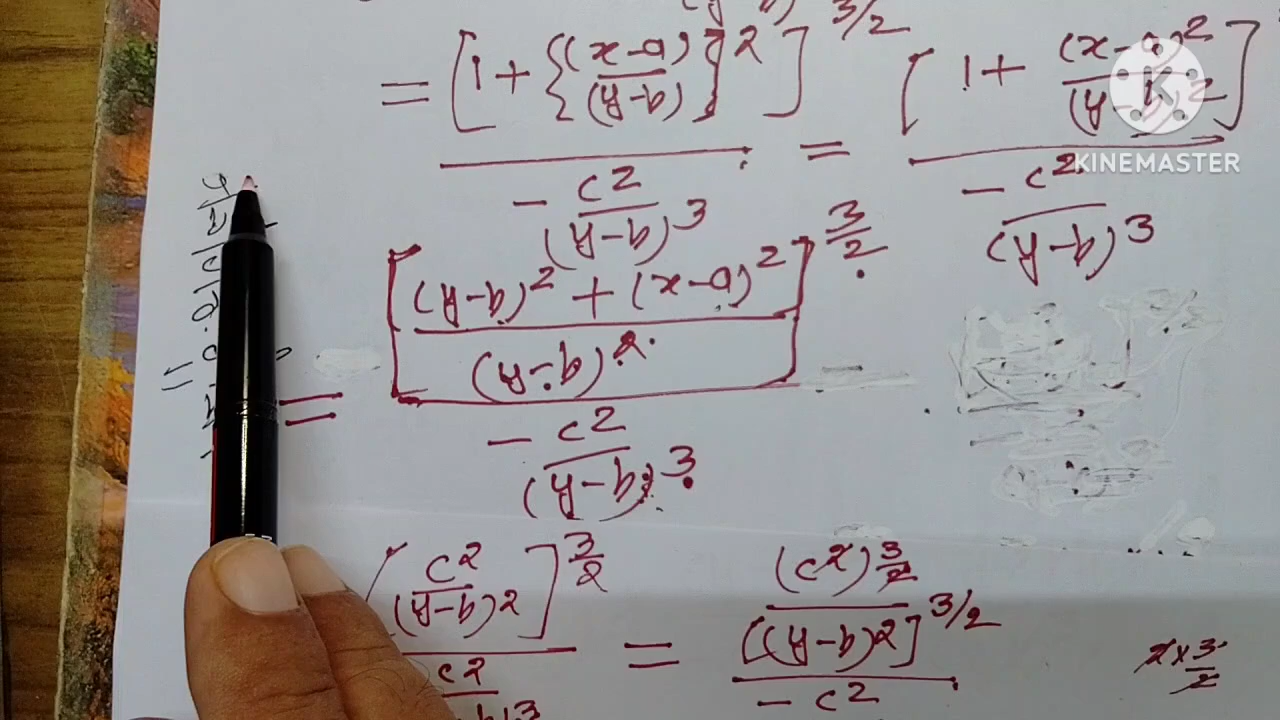 = [1 + {(x-a)/(y-b)}2]3/2 / -c2/(y-b)3 = [1 + (x-a)2/(y-b)2] / -c2/(y-b)3
KINEMASTER
= [(y-b)2 + (x-a)2 / (y-b)2]3/2 / -c2/(y-b)3
[c2/(y-b)2]3/2 / c2 = (c2)3/2 / [(y-b)2]3/2 / -c2
2 x 3/2